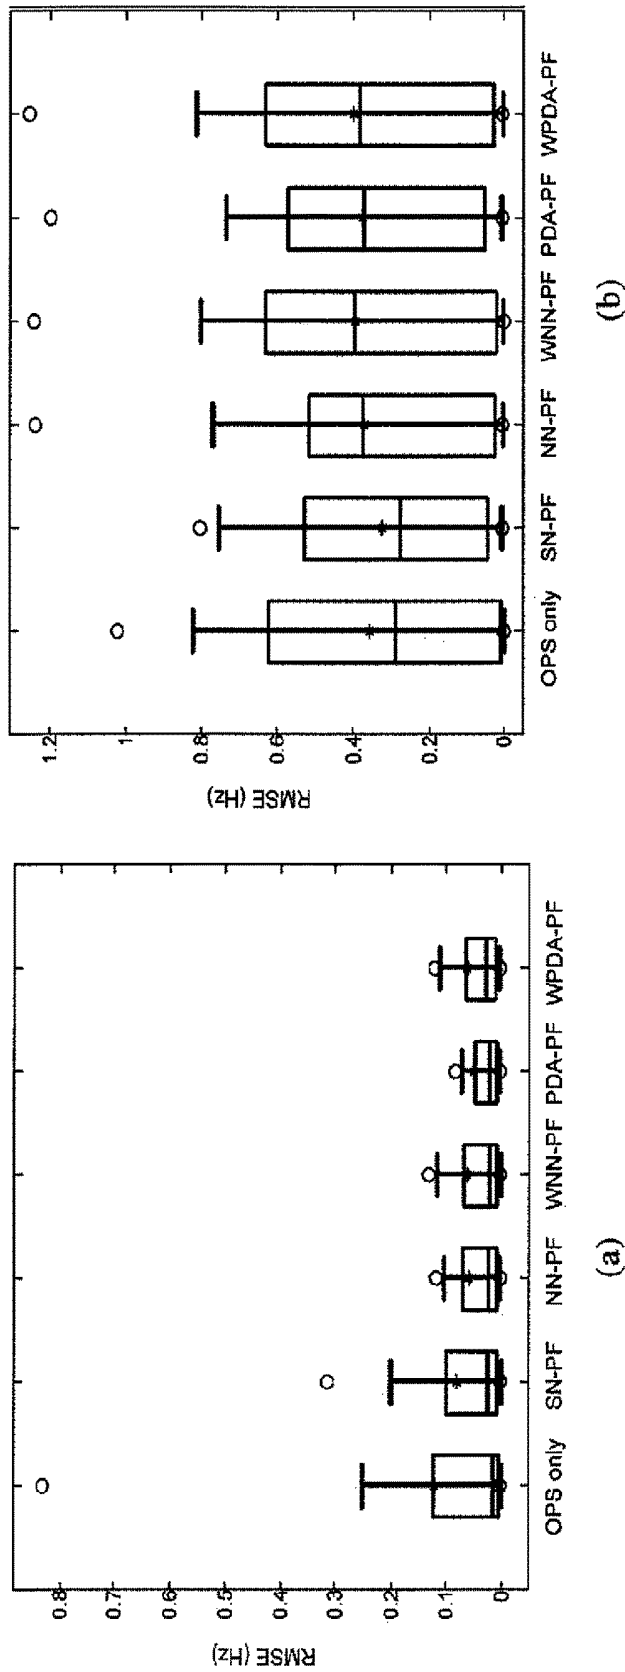 RMSE (Hz)
0.8
0.7
0.6
0.5
0.4
0.3
0.2
0.1
0
OPS only SN-PF NN-PF WNN-PF PDA-PF WPDA-PF
(a)
RMSE (Hz)
1.2
1
0.8
0.6
0.4
0.2
0
OPS only SN-PF NN-PF WNN-PF PDA-PF WPDA-PF
(b)